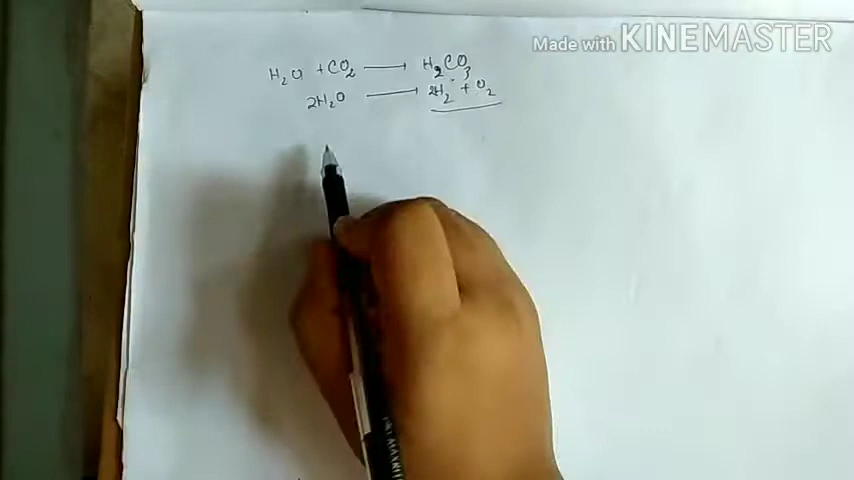 Made with KINEMASTER
H₂O + CO₂ ⟶ H₂CO₃
2H₂O ⟶ 2H₂ + O₂